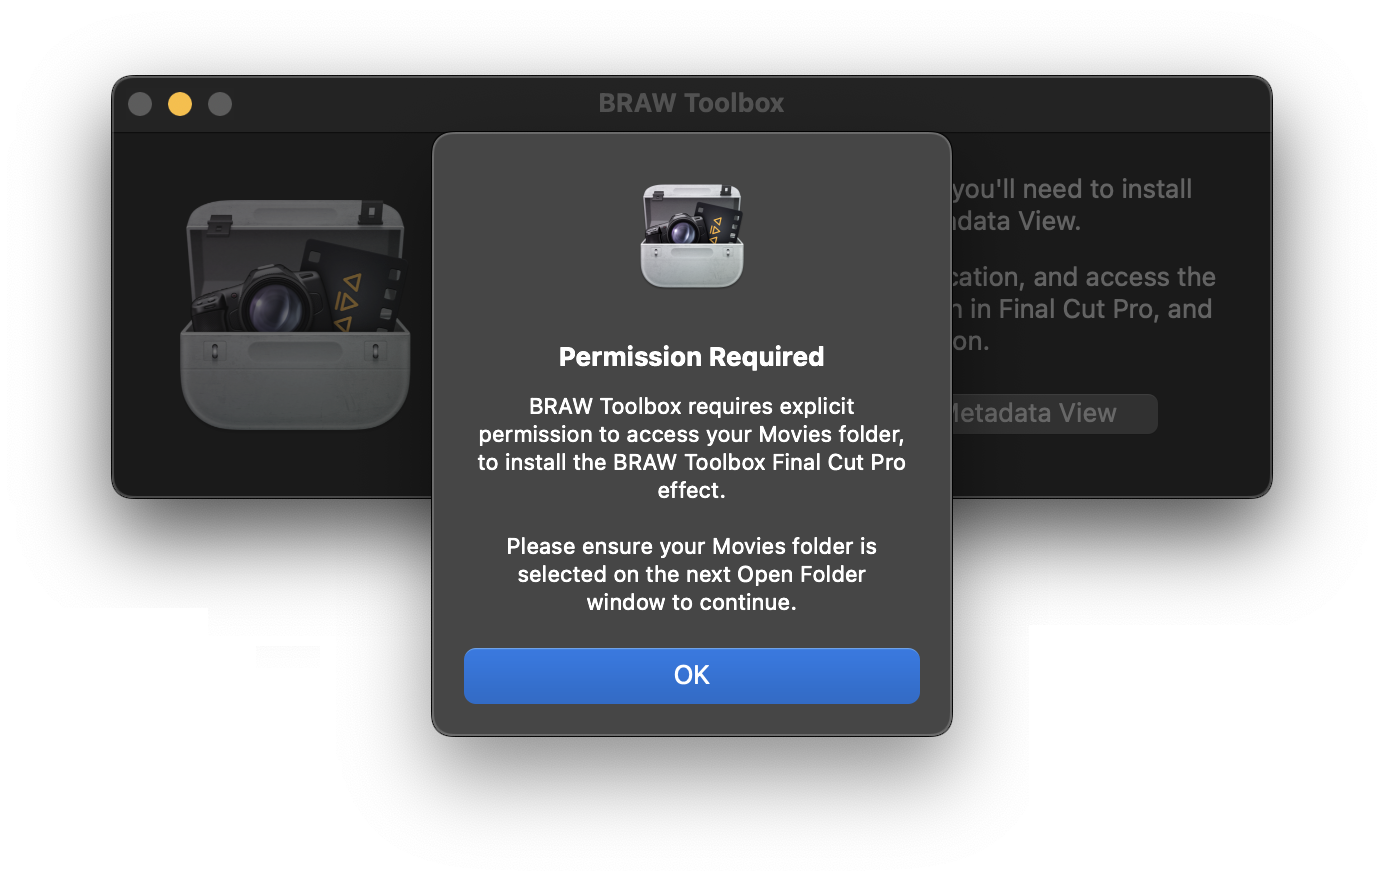 BRAW Toolbox
you'll need to install
data View.
cation, and access the
in Final Cut Pro, and
on.
Metadata View
Permission Required
BRAW Toolbox requires explicit
permission to access your Movies folder,
to install the BRAW Toolbox Final Cut Pro
effect.
Please ensure your Movies folder is
selected on the next Open Folder
window to continue.
OK